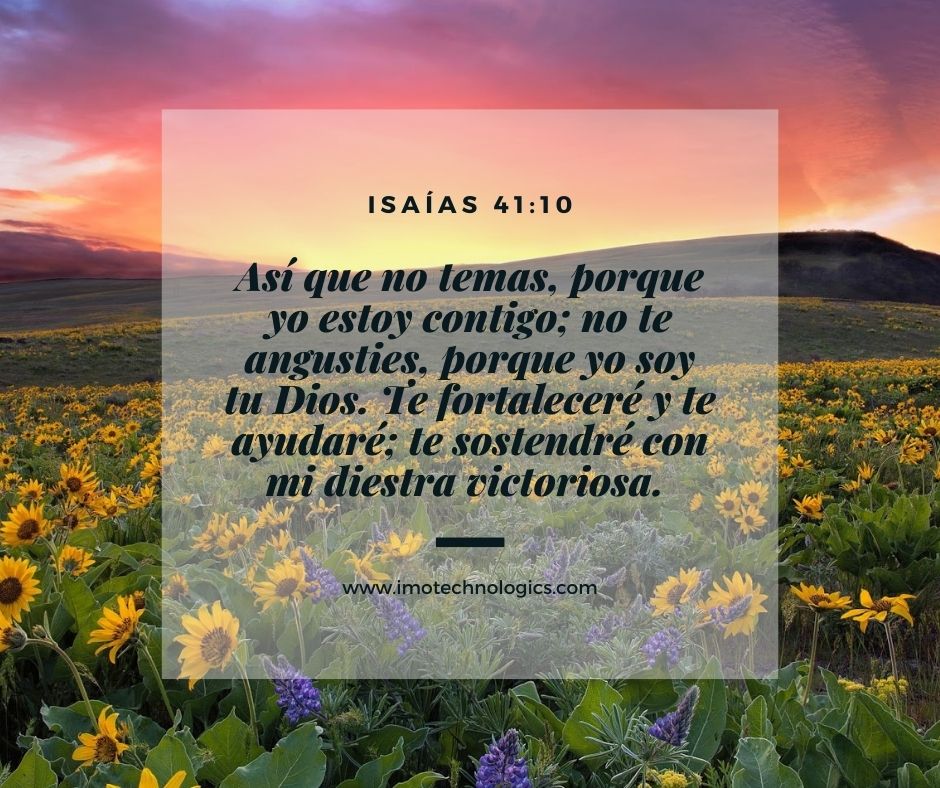 ISAÍAS 41:10
Así que no temas, porque
yo estoy contigo; no te
angusties, porque yo soy
tu Dios. Te fortaleceré y te
ayudaré; te sostendré con
mi diestra victoriosa.
www.imotechnologics.com